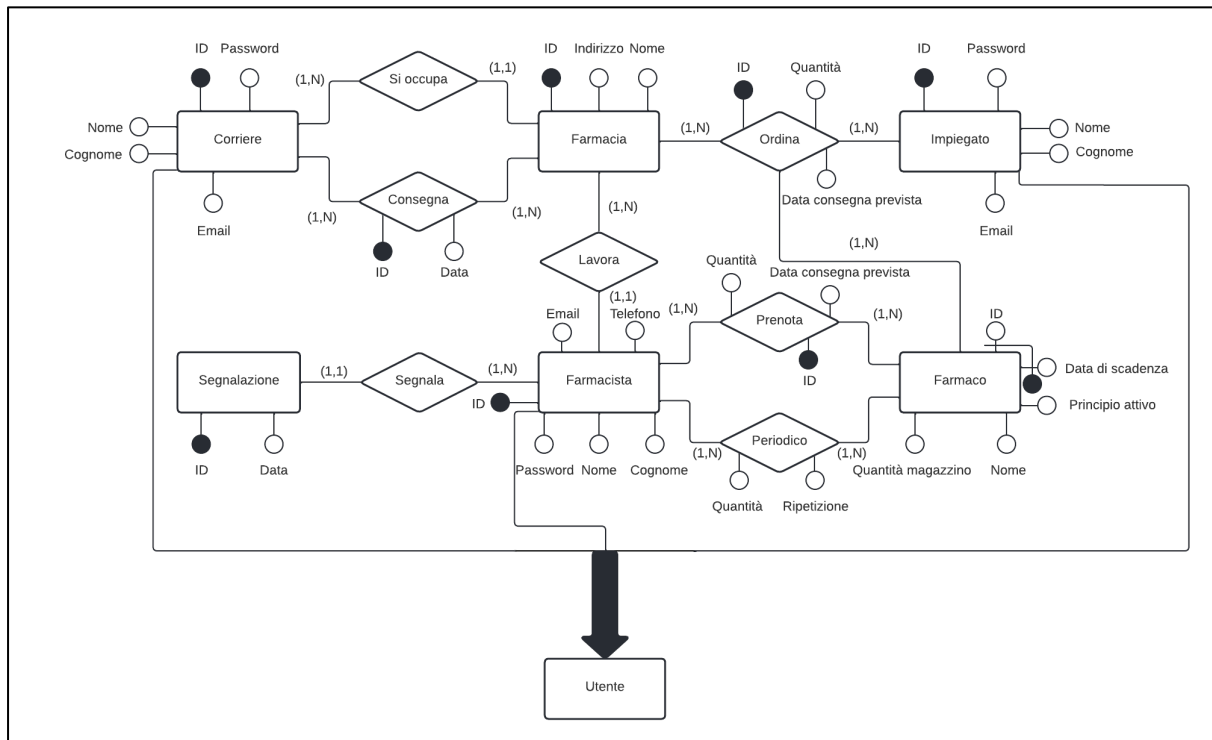 ID Password
Si occupa
(1,N)
(1,1)
ID Indirizzo Nome
ID
Quantità
ID Password
Nome
Cognome
Corriere
Farmacia
(1,N)
Ordina
(1,N)
Impiegato
Nome
Cognome
Email
(1,N)
Consegna
(1,N)
ID
Data
(1,N)
Data consegna prevista
Email
(1,N)
Lavora
(1,1)
Quantità
Data consegna prevista
Email
Telefono
(1,N)
Prenota
(1,N)
ID
ID
Segnalazione
(1,1)
Segnala
(1,N)
Farmacista
ID
Farmaco
Data di scadenza
Principio attivo
ID
Data
Password Nome Cognome
(1,N)
Periodico
(1,N)
Quantità magazzino
Nome
Quantità
Ripetizione
Utente